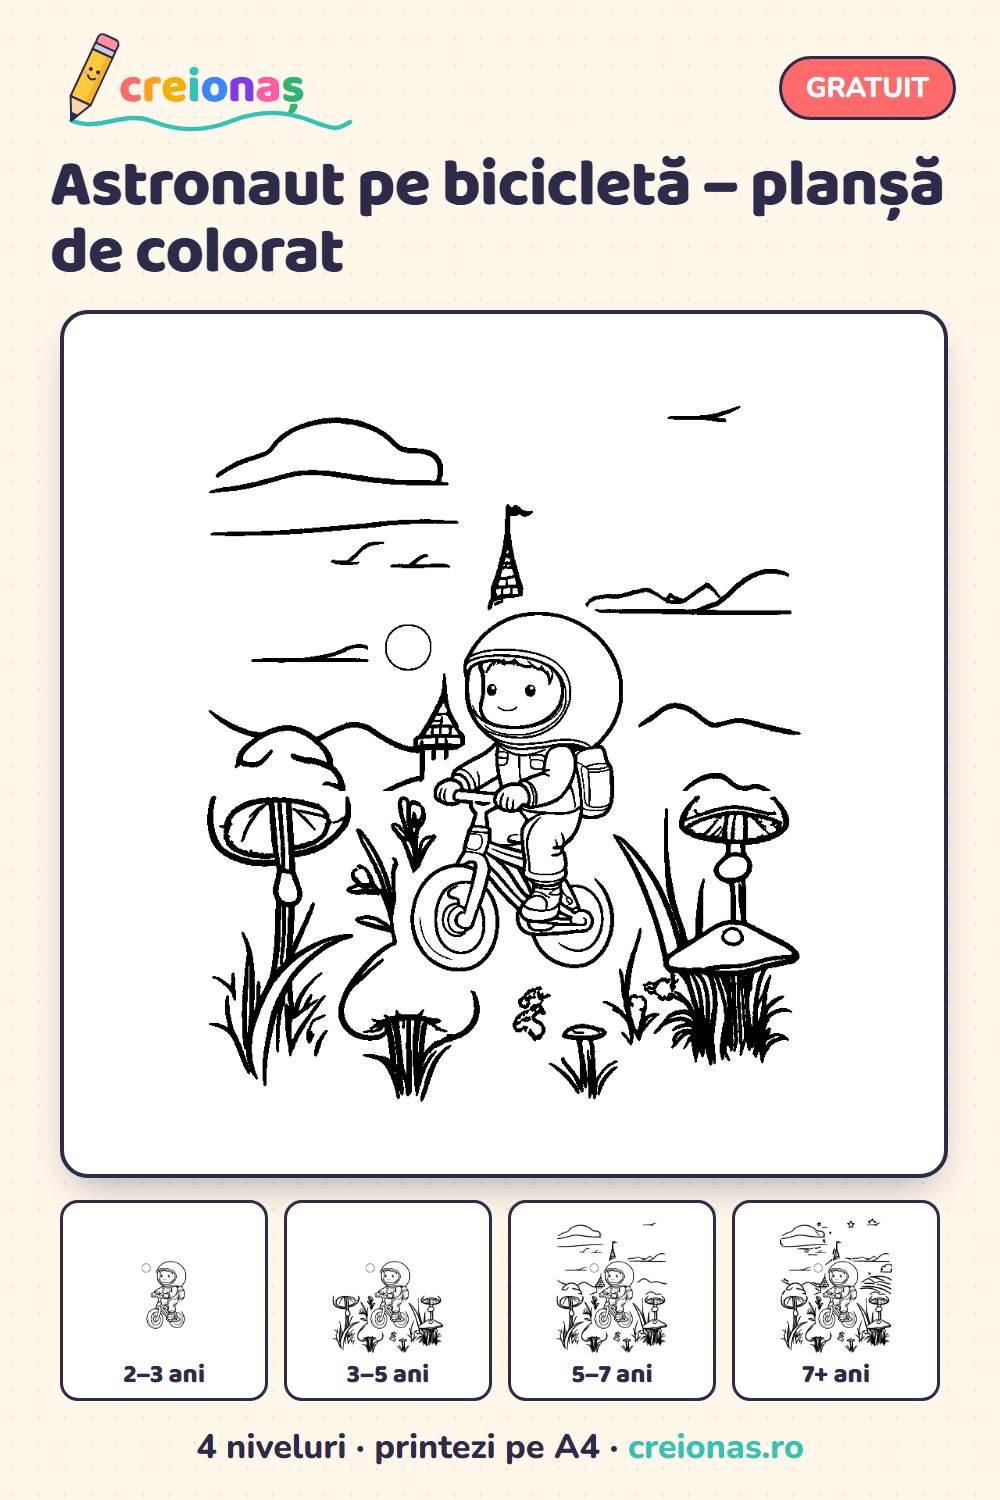 creionaș
GRATUIT
Astronaut pe bicicletă – planșă
de colorat
2–3 ani
3–5 ani
5–7 ani
7+ ani
4 niveluri · printezi pe A4 · creionas.ro